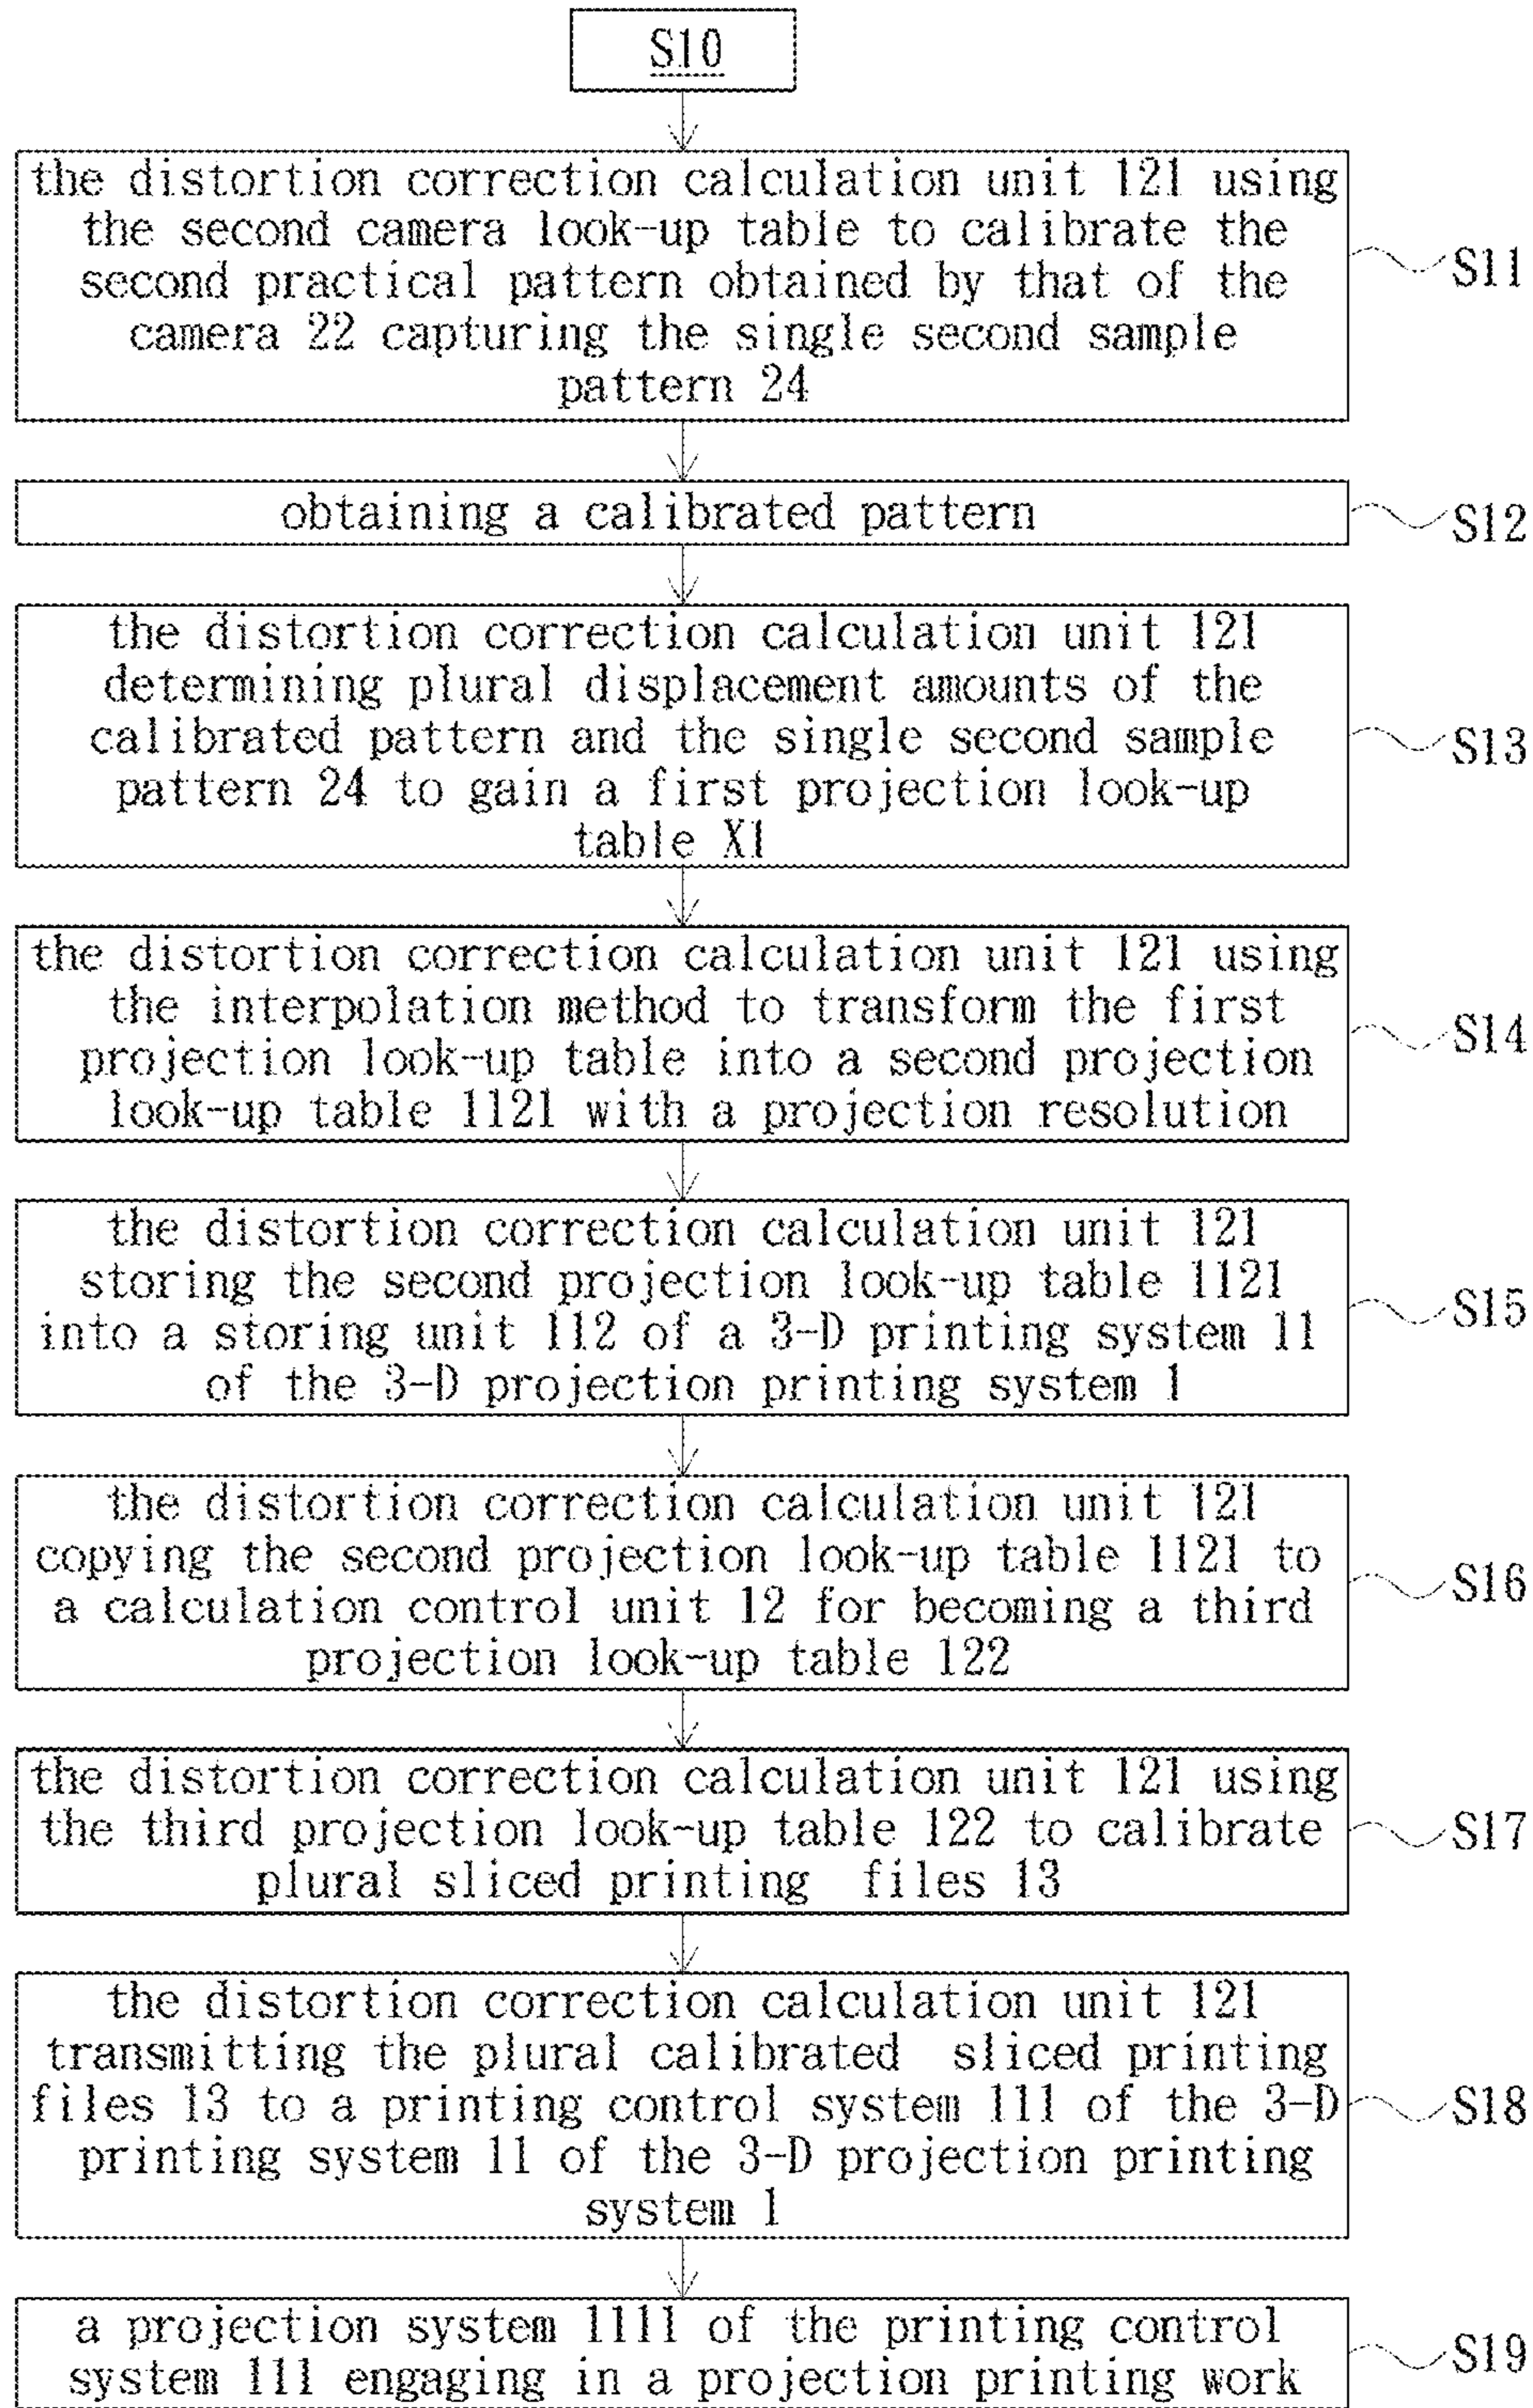 S10
the distortion correction calculation unit 121 using
the second camera look-up table to calibrate the
second practical pattern obtained by that of the
camera 22 capturing the single second sample
pattern 24
S11
obtaining a calibrated pattern
S12
the distortion correction calculation unit 121
determining plural displacement amounts of the
calibrated pattern and the single second sample
pattern 24 to gain a first projection look-up
table X1
S13
the distortion correction calculation unit 121 using
the interpolation method to transform the first
projection look-up table into a second projection
look-up table 1121 with a projection resolution
S14
the distortion correction calculation unit 121
storing the second projection look-up table 1121
into a storing unit 112 of a 3-D printing system 11
of the 3-D projection printing system 1
S15
the distortion correction calculation unit 121
copying the second projection look-up table 1121 to
a calculation control unit 12 for becoming a third
projection look-up table 122
S16
the distortion correction calculation unit 121 using
the third projection look-up table 122 to calibrate
plural sliced printing files 13
S17
the distortion correction calculation unit 121
transmitting the plural calibrated sliced printing
files 13 to a printing control system 111 of the 3-D
printing system 11 of the 3-D projection printing
system 1
S18
a projection system 1111 of the printing control
system 111 engaging in a projection printing work
S19